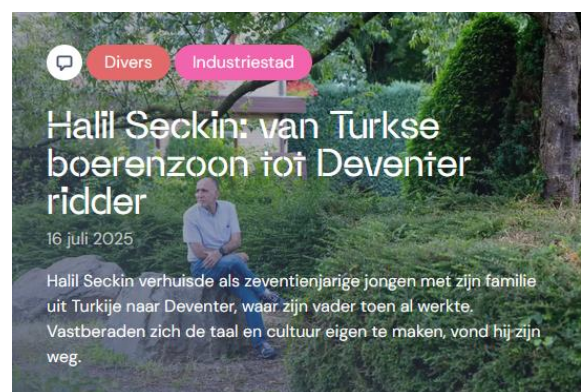 Divers
Industriestad
Halil Seckin: van Turkse
boerenzoon tot Deventer
ridder
16 juli 2025
Halil Seckin verhuisde als zeventienjarige jongen met zijn familie
uit Turkije naar Deventer, waar zijn vader toen al werkte.
Vastberaden zich de taal en cultuur eigen te maken, vond hij zijn
weg.